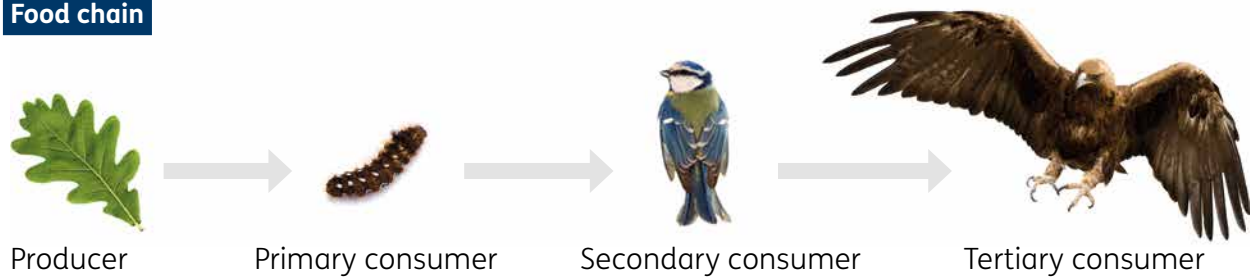 Food chain
Producer
Primary consumer
Secondary consumer
Tertiary consumer